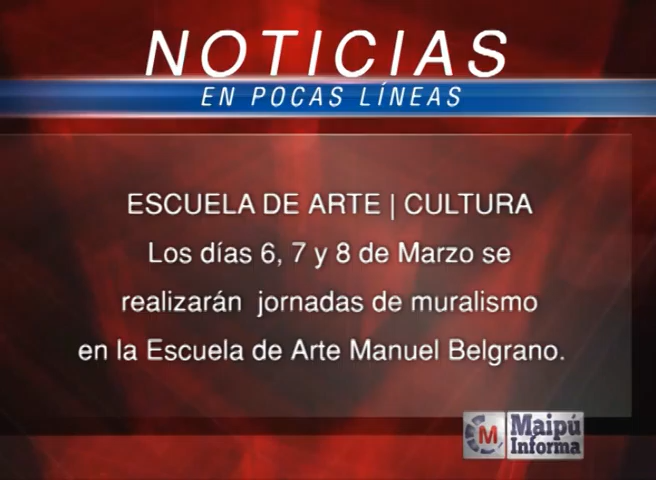 NOTICIAS
EN POCAS LÍNEAS
ESCUELA DE ARTE | CULTURA
Los días 6, 7 y 8 de Marzo se
realizarán jornadas de muralismo
en la Escuela de Arte Manuel Belgrano.
M Maipú
Informa